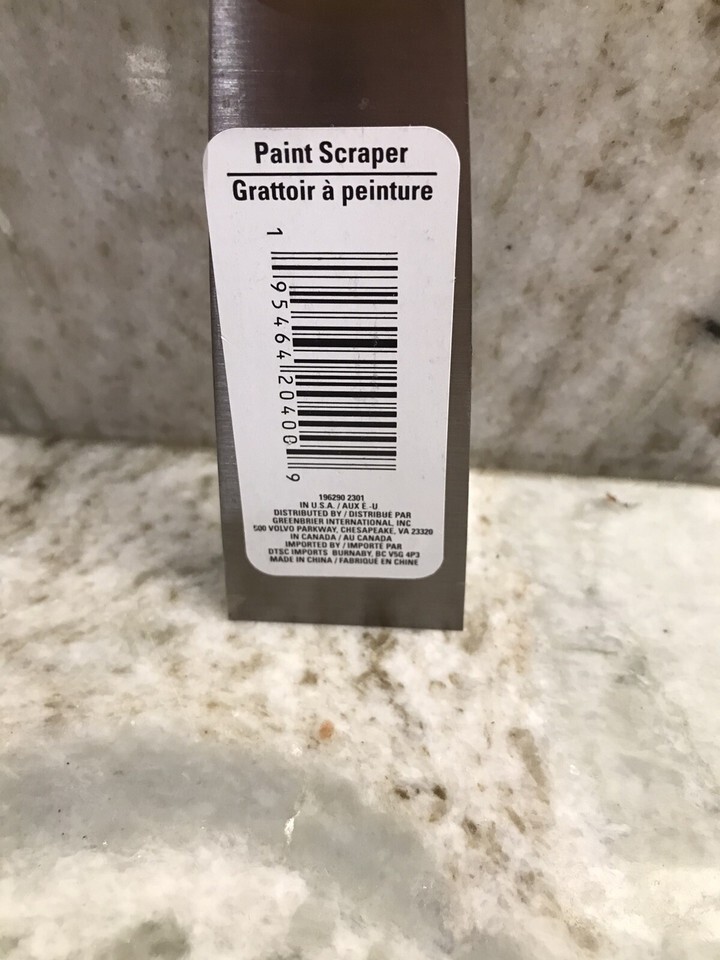 Paint Scraper
Grattoir à peinture
1 95464 20400 9
196290 2301
IN U.S.A. / AUX É.-U
DISTRIBUTED BY / DISTRIBUÉ PAR
GREENBRIER INTERNATIONAL, INC
500 VOLVO PARKWAY, CHESAPEAKE, VA 23320
IN CANADA / AU CANADA
IMPORTED BY / IMPORTÉ PAR
DTSC IMPORTS BURNABY, BC V5G 4P3
MADE IN CHINA / FABRIQUÉ EN CHINE